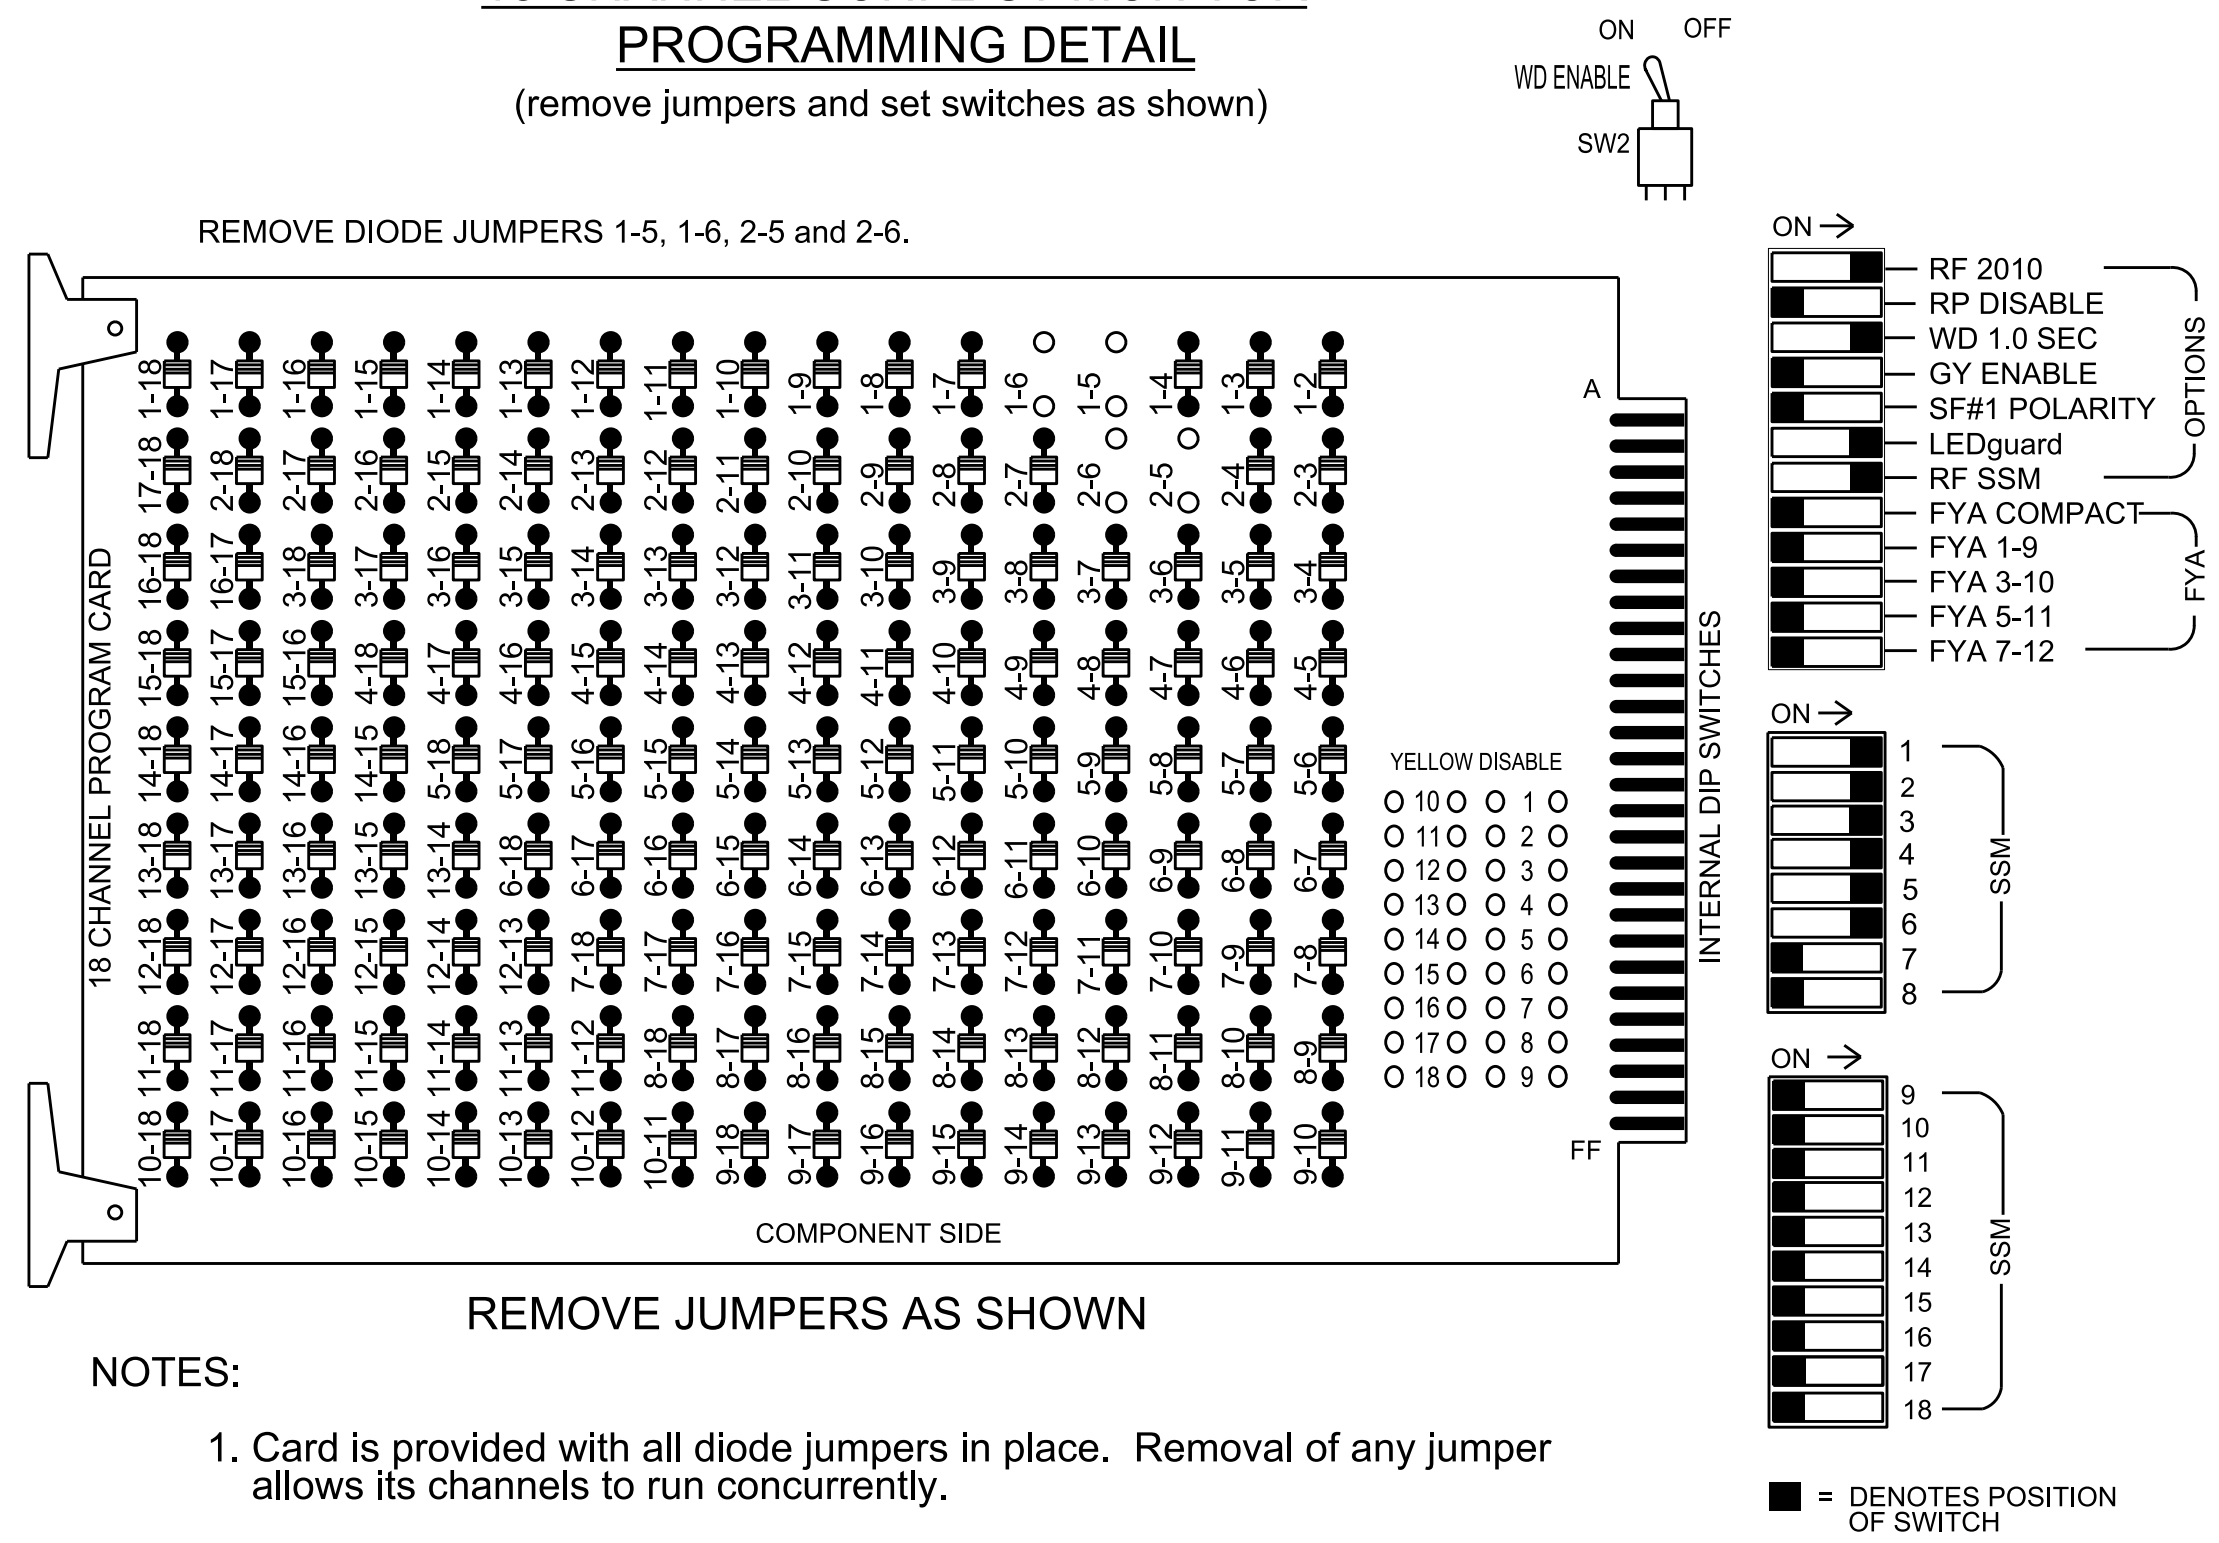 PROGRAMMING DETAIL
(remove jumpers and set switches as shown)
ON OFF
WD ENABLE
SW2
REMOVE DIODE JUMPERS 1-5, 1-6, 2-5 and 2-6.
18 CHANNEL PROGRAM CARD
1-18 1-17 1-16 1-15 1-14 1-13 1-12 1-11 1-10 1-9 1-8 1-7 1-6 1-5 1-4 1-3 1-2
17-18 2-18 2-17 2-16 2-15 2-14 2-13 2-12 2-11 2-10 2-9 2-8 2-7 2-6 2-5 2-4 2-3
16-18 16-17 3-18 3-17 3-16 3-15 3-14 3-13 3-12 3-11 3-10 3-9 3-8 3-7 3-6 3-5 3-4
15-18 15-17 15-16 4-18 4-17 4-16 4-15 4-14 4-13 4-12 4-11 4-10 4-9 4-8 4-7 4-6 4-5
14-18 14-17 14-16 14-15 5-18 5-17 5-16 5-15 5-14 5-13 5-12 5-11 5-10 5-9 5-8 5-7 5-6
13-18 13-17 13-16 13-15 13-14 6-18 6-17 6-16 6-15 6-14 6-13 6-12 6-11 6-10 6-9 6-8 6-7
12-18 12-17 12-16 12-15 12-14 12-13 7-18 7-17 7-16 7-15 7-14 7-13 7-12 7-11 7-10 7-9 7-8
11-18 11-17 11-16 11-15 11-14 11-13 11-12 8-18 8-17 8-16 8-15 8-14 8-13 8-12 8-11 8-10 8-9
10-18 10-17 10-16 10-15 10-14 10-13 10-12 10-11 9-18 9-17 9-16 9-15 9-14 9-13 9-12 9-11 9-10
A
YELLOW DISABLE
10 1
11 2
12 3
13 4
14 5
15 6
16 7
17 8
18 9
FF
COMPONENT SIDE
INTERNAL DIP SWITCHES
ON →
RF 2010
RP DISABLE
WD 1.0 SEC
GY ENABLE
SF#1 POLARITY
LEDguard
RF SSM
OPTIONS
FYA COMPACT
FYA 1-9
FYA 3-10
FYA 5-11
FYA 7-12
FYA
ON →
1
2
3
4
5
6
7
8
SSM
ON →
9
10
11
12
13
14
15
16
17
18
SSM
= DENOTES POSITION
OF SWITCH
REMOVE JUMPERS AS SHOWN
NOTES:
1. Card is provided with all diode jumpers in place. Removal of any jumper
allows its channels to run concurrently.